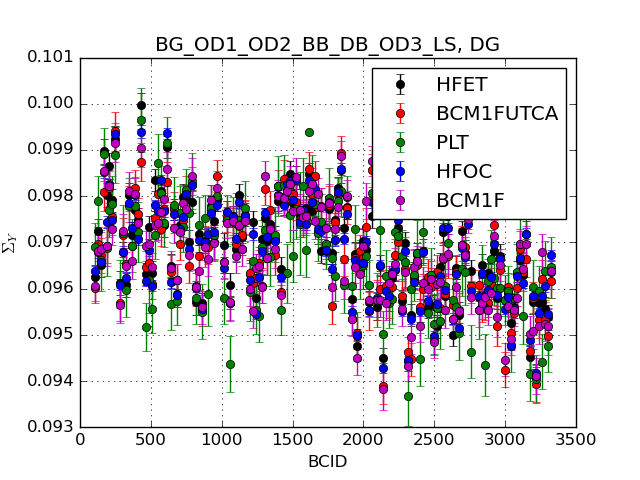 BG_OD1_OD2_BB_DB_OD3_LS, DG
0.101
0.100
0.099
0.098
0.097
0.096
0.095
0.094
0.093
Σ_Y
0 500 1000 1500 2000 2500 3000 3500
BCID
HFET
BCM1FUTCA
PLT
HFOC
BCM1F